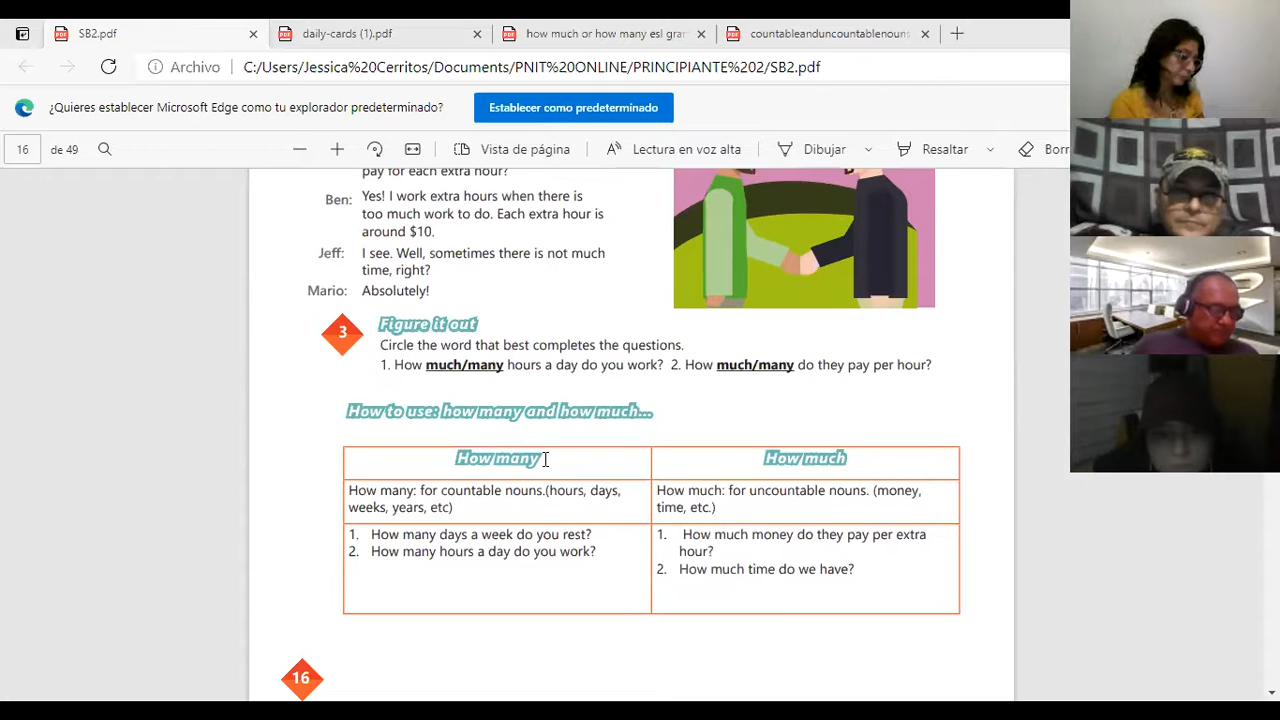 SB2.pdf
daily-cards (1).pdf
how much or how many esl gra
countableanduncountablenouns
Archivo
C:/Users/Jessica%20Cerritos/Documents/PNIT%20ONLINE/PRINCIPIANTE%202/SB2.pdf
¿Quieres establecer Microsoft Edge como tu explorador predeterminado?
Establecer como predeterminado
16
de 49
Vista de página
Lectura en voz alta
Dibujar
Resaltar
Borr
pay for each extra hour?
Ben: Yes! I work extra hours when there is
too much work to do. Each extra hour is
around $10.
Jeff: I see. Well, sometimes there is not much
time, right?
Mario: Absolutely!
3
Figure it out
Circle the word that best completes the questions.
1. How much/many hours a day do you work? 2. How much/many do they pay per hour?
How to use: how many and how much...
How many
How many: for countable nouns.(hours, days,
weeks, years, etc)
1. How many days a week do you rest?
2. How many hours a day do you work?
How much
How much: for uncountable nouns. (money,
time, etc.)
1. How much money do they pay per extra
hour?
2. How much time do we have?
16